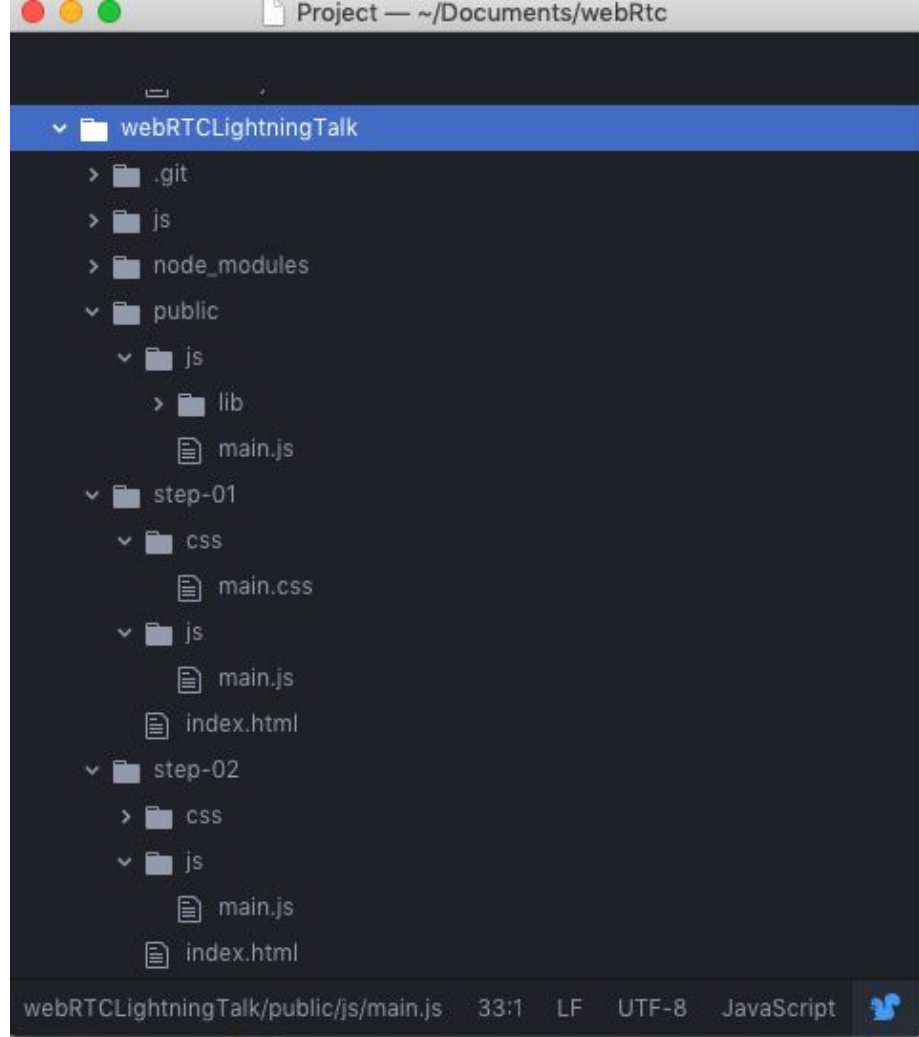 Project — ~/Documents/webRtc
webRTCLightningTalk
.git
js
node_modules
public
js
lib
main.js
step-01
css
main.css
js
main.js
index.html
step-02
css
js
main.js
index.html
webRTCLightningTalk/public/js/main.js 33:1 LF UTF-8 JavaScript